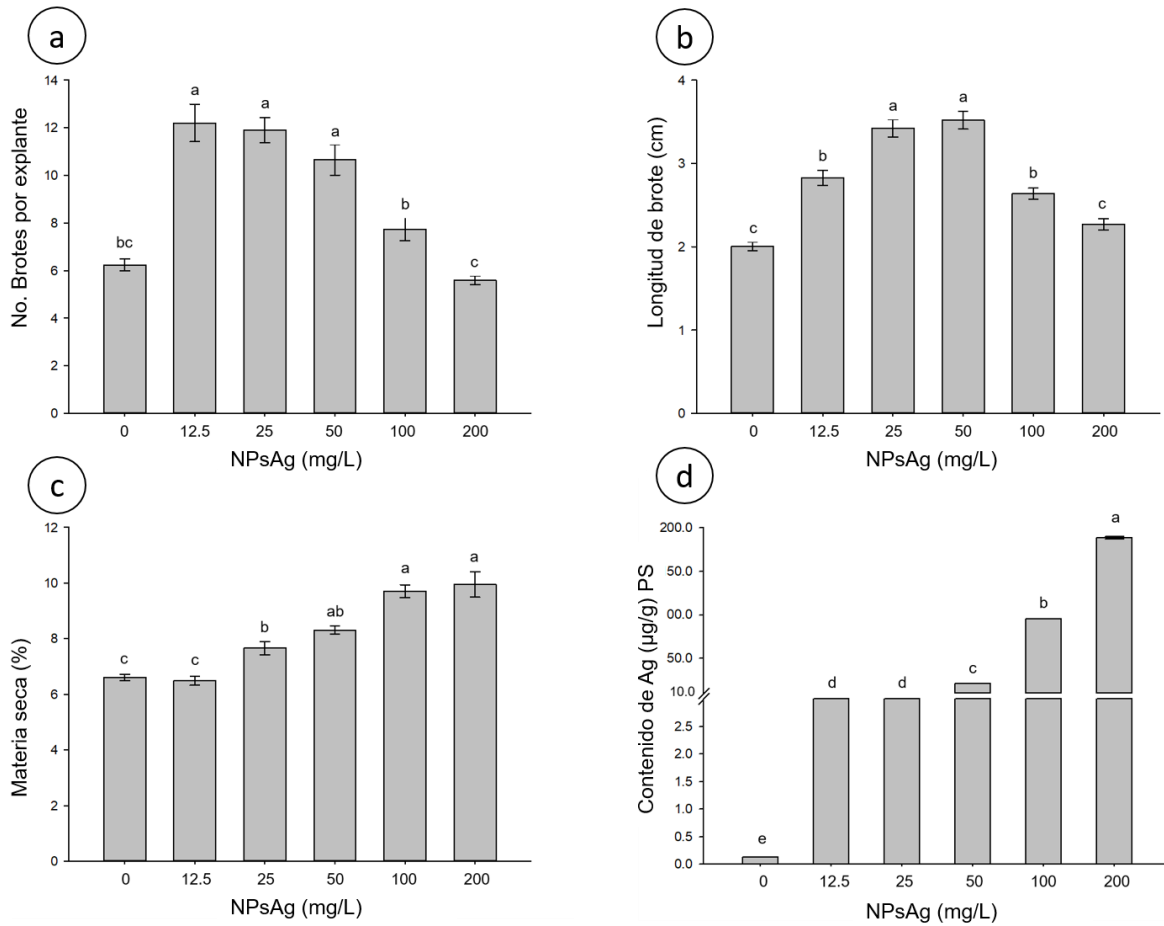 a
No. Brotes por explante
14
12
10
8
6
4
2
0
bc
a
a
a
b
c
0 12.5 25 50 100 200
NPsAg (mg/L)
b
Longitud de brote (cm)
4
3
2
1
0
c
b
a
a
b
c
0 12.5 25 50 100 200
NPsAg (mg/L)
c
Materia seca (%)
12
10
8
6
4
2
0
c
c
b
ab
a
a
0 12.5 25 50 100 200
NPsAg (mg/L)
d
Contenido de Ag (µg/g) PS
200.0
50.0
00.0
50.0
10.0
2.5
2.0
1.5
1.0
0.5
0.0
e
d
d
c
b
a
0 12.5 25 50 100 200
NPsAg (mg/L)